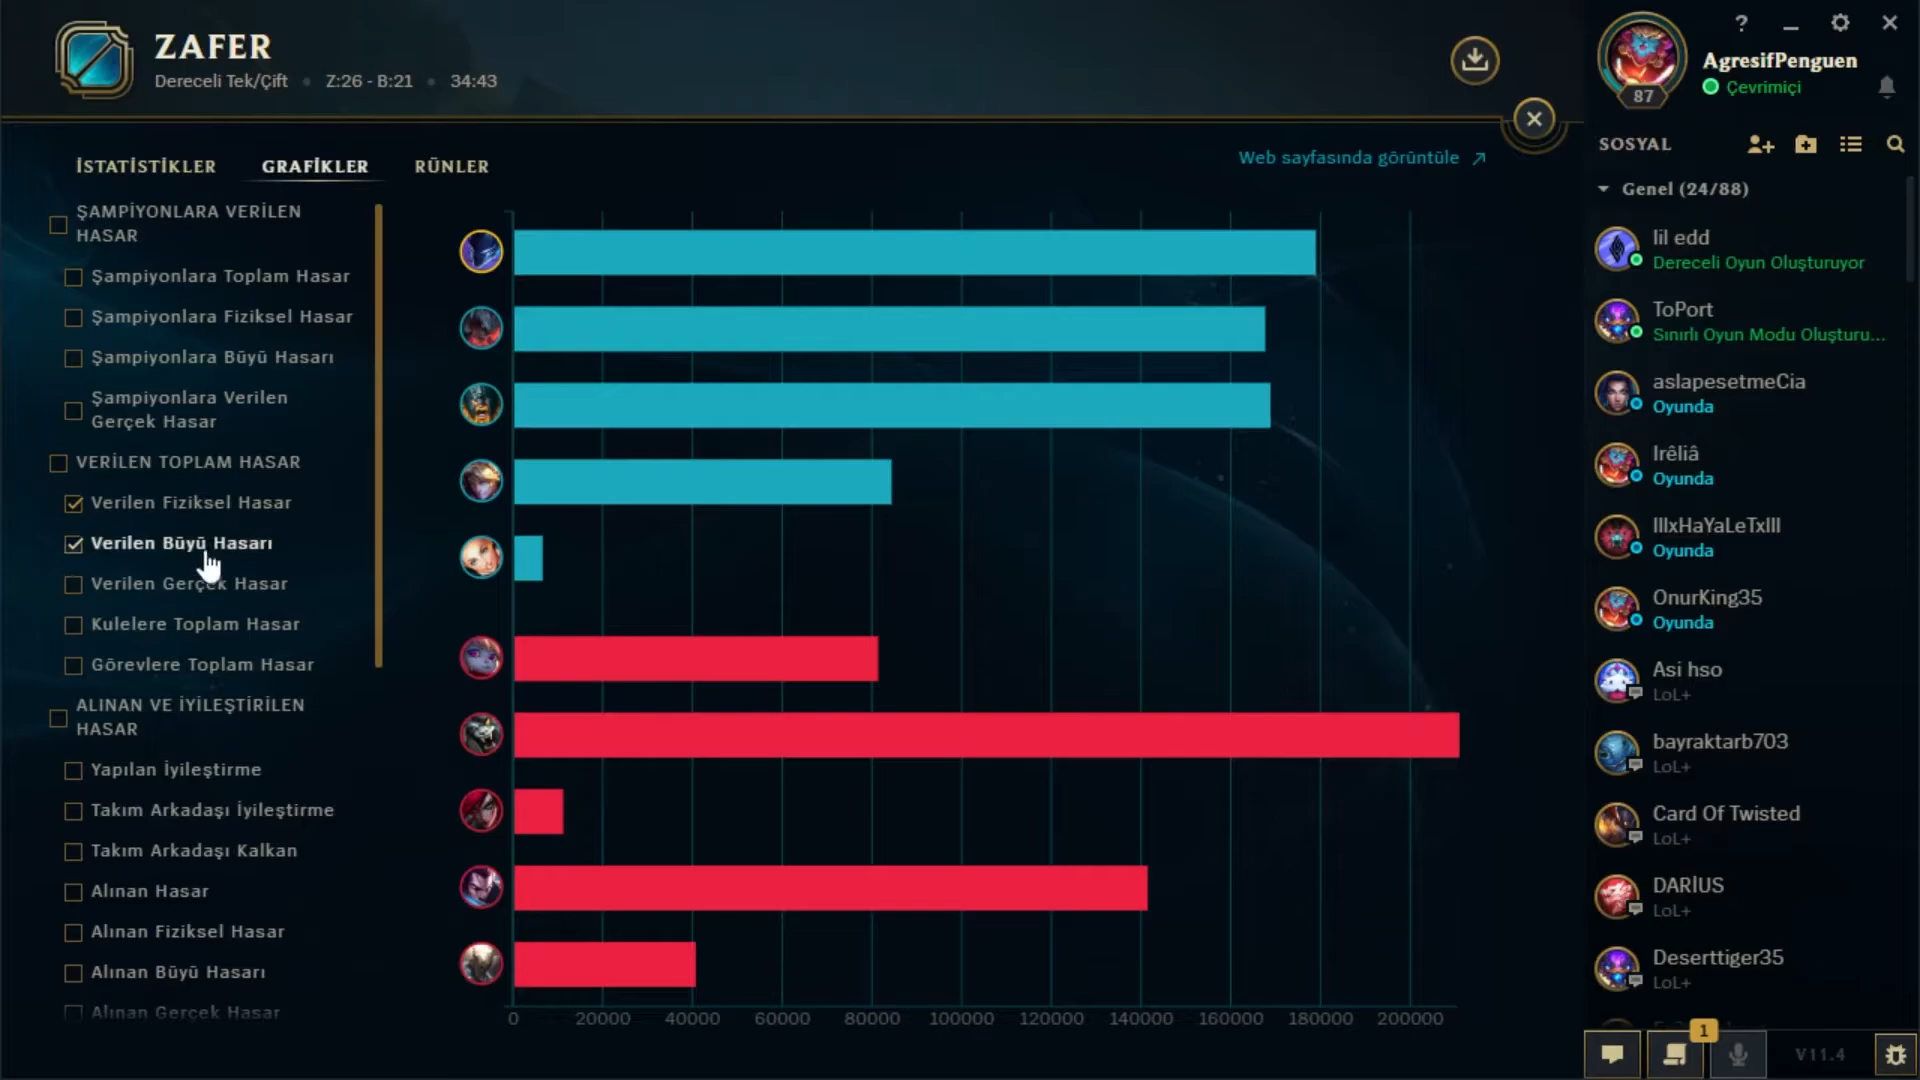 ZAFER
Dereceli Tek/Çift • Z:26 - B:21 • 34:43
İSTATİSTİKLER
GRAFİKLER
RÜNLER
Web sayfasında görüntüle
ŞAMPİYONLARA VERİLEN
HASAR
Şampiyonlara Toplam Hasar
Şampiyonlara Fiziksel Hasar
Şampiyonlara Büyü Hasarı
Şampiyonlara Verilen
Gerçek Hasar
VERİLEN TOPLAM HASAR
Verilen Fiziksel Hasar
Verilen Büyü Hasarı
Verilen Gerçek Hasar
Kulelere Toplam Hasar
Görevlere Toplam Hasar
ALINAN VE İYİLEŞTİRİLEN
HASAR
Yapılan İyileştirme
Takım Arkadaşı İyileştirme
Takım Arkadaşı Kalkan
Alınan Hasar
Alınan Fiziksel Hasar
Alınan Büyü Hasarı
Alınan Gerçek Hasar
0 20000 40000 60000 80000 100000 120000 140000 160000 180000 200000
?
AgresifPenguen
Çevrimiçi
87
SOSYAL
Genel (24/88)
lil edd
Dereceli Oyun Oluşturuyor
ToPort
Sınırlı Oyun Modu Oluşturu...
aslapesetmeCia
Oyunda
Irêliâ
Oyunda
IllxHaYaLeTxlll
Oyunda
OnurKing35
Oyunda
Asi hso
LoL+
bayraktarb703
LoL+
Card Of Twisted
LoL+
DARİUS
LoL+
Deserttiger35
LoL+
1
V11.4